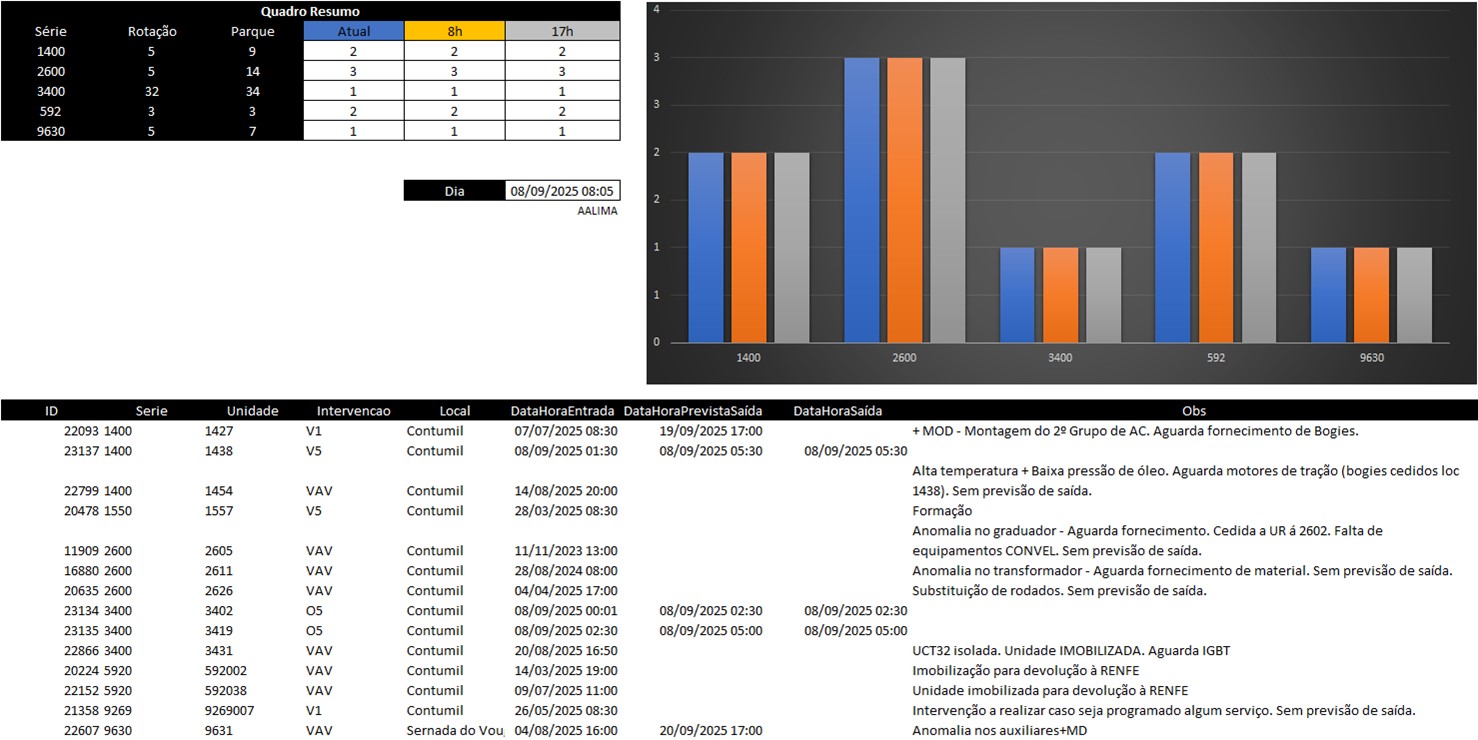 Quadro Resumo
Série Rotação Parque Atual 8h 17h
1400 5 9 2 2 2
2600 5 14 3 3 3
3400 32 34 1 1 1
592 3 3 2 2 2
9630 5 7 1 1 1
Dia 08/09/2025 08:05
AALIMA
4
3
3
2
2
1
1
0
1400 2600 3400 592 9630
ID Serie Unidade Intervencao Local DataHoraEntrada DataHoraPrevistaSaída DataHoraSaída Obs
22093 1400 1427 V1 Contumil 07/07/2025 08:30 19/09/2025 17:00 + MOD - Montagem do 2º Grupo de AC. Aguarda fornecimento de Bogies.
23137 1400 1438 V5 Contumil 08/09/2025 01:30 08/09/2025 05:30 08/09/2025 05:30
Alta temperatura + Baixa pressão de óleo. Aguarda motores de tração (bogies cedidos loc
22799 1400 1454 VAV Contumil 14/08/2025 20:00 1438). Sem previsão de saída.
20478 1550 1557 V5 Contumil 28/03/2025 08:30 Formação
Anomalia no graduador - Aguarda fornecimento. Cedida a UR á 2602. Falta de
11909 2600 2605 VAV Contumil 11/11/2023 13:00 equipamentos CONVEL. Sem previsão de saída.
16880 2600 2611 VAV Contumil 28/08/2024 08:00 Anomalia no transformador - Aguarda fornecimento de material. Sem previsão de saída.
20635 2600 2626 VAV Contumil 04/04/2025 17:00 Substituição de rodados. Sem previsão de saída.
23134 3400 3402 O5 Contumil 08/09/2025 00:01 08/09/2025 02:30 08/09/2025 02:30
23135 3400 3419 O5 Contumil 08/09/2025 02:30 08/09/2025 05:00 08/09/2025 05:00
22866 3400 3431 VAV Contumil 20/08/2025 16:50 UCT32 isolada. Unidade IMOBILIZADA. Aguarda IGBT
20224 5920 592002 VAV Contumil 14/03/2025 19:00 Imobilização para devolução à RENFE
22152 5920 592038 VAV Contumil 09/07/2025 11:00 Unidade imobilizada para devolução à RENFE
21358 9269 9269007 V1 Contumil 26/05/2025 08:30 Intervenção a realizar caso seja programado algum serviço. Sem previsão de saída.
22607 9630 9631 VAV Sernada do Vou 04/08/2025 16:00 20/09/2025 17:00 Anomalia nos auxiliares+MD